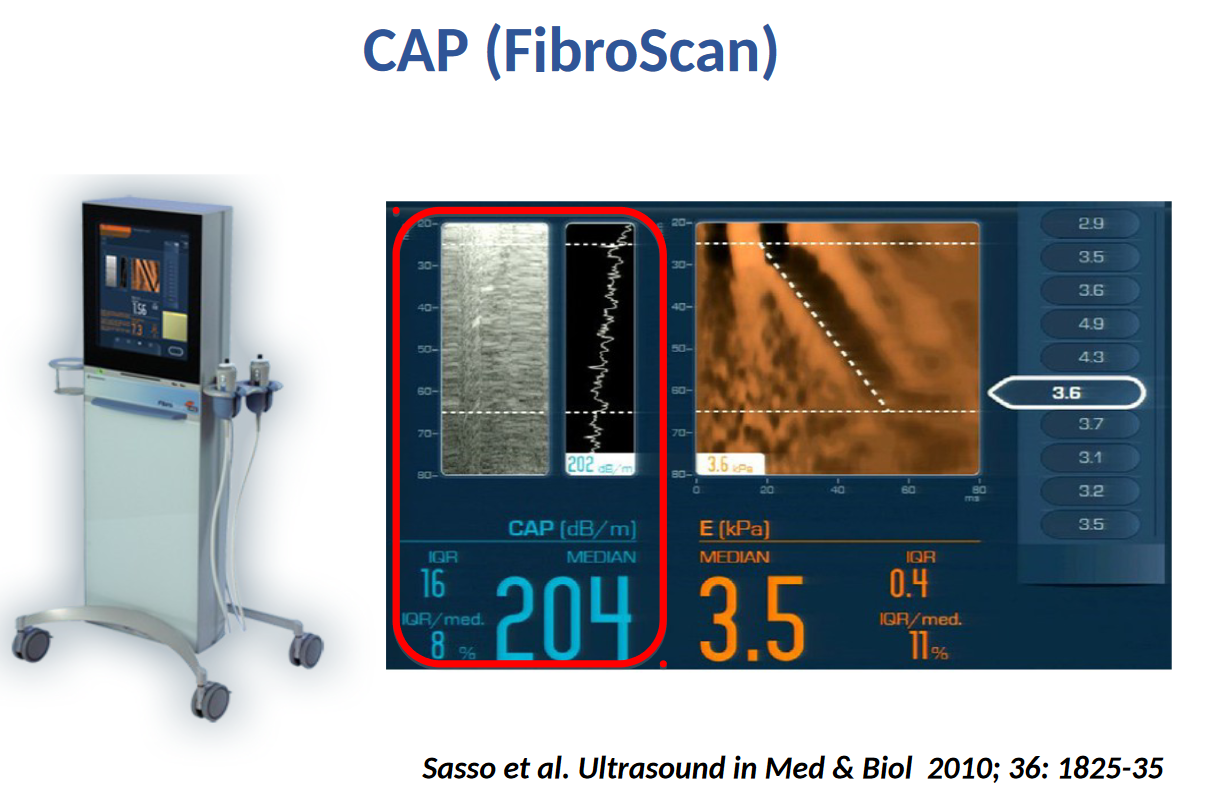 CAP (FibroScan)
20
30
40
50
60
70
80
202 dB/m
CAP (dB/m)
IQR
MEDIAN
16
204
IQR/med.
8 %
20
30
40
50
60
70
80
3.6 kPa
0
20
40
60
80
ms
E (kPa)
MEDIAN
IQR
3.5
0.4
IQR/med.
11%
2.9
3.5
3.6
4.9
4.3
3.6
3.7
3.1
3.2
3.5
Sasso et al. Ultrasound in Med & Biol 2010; 36: 1825-35